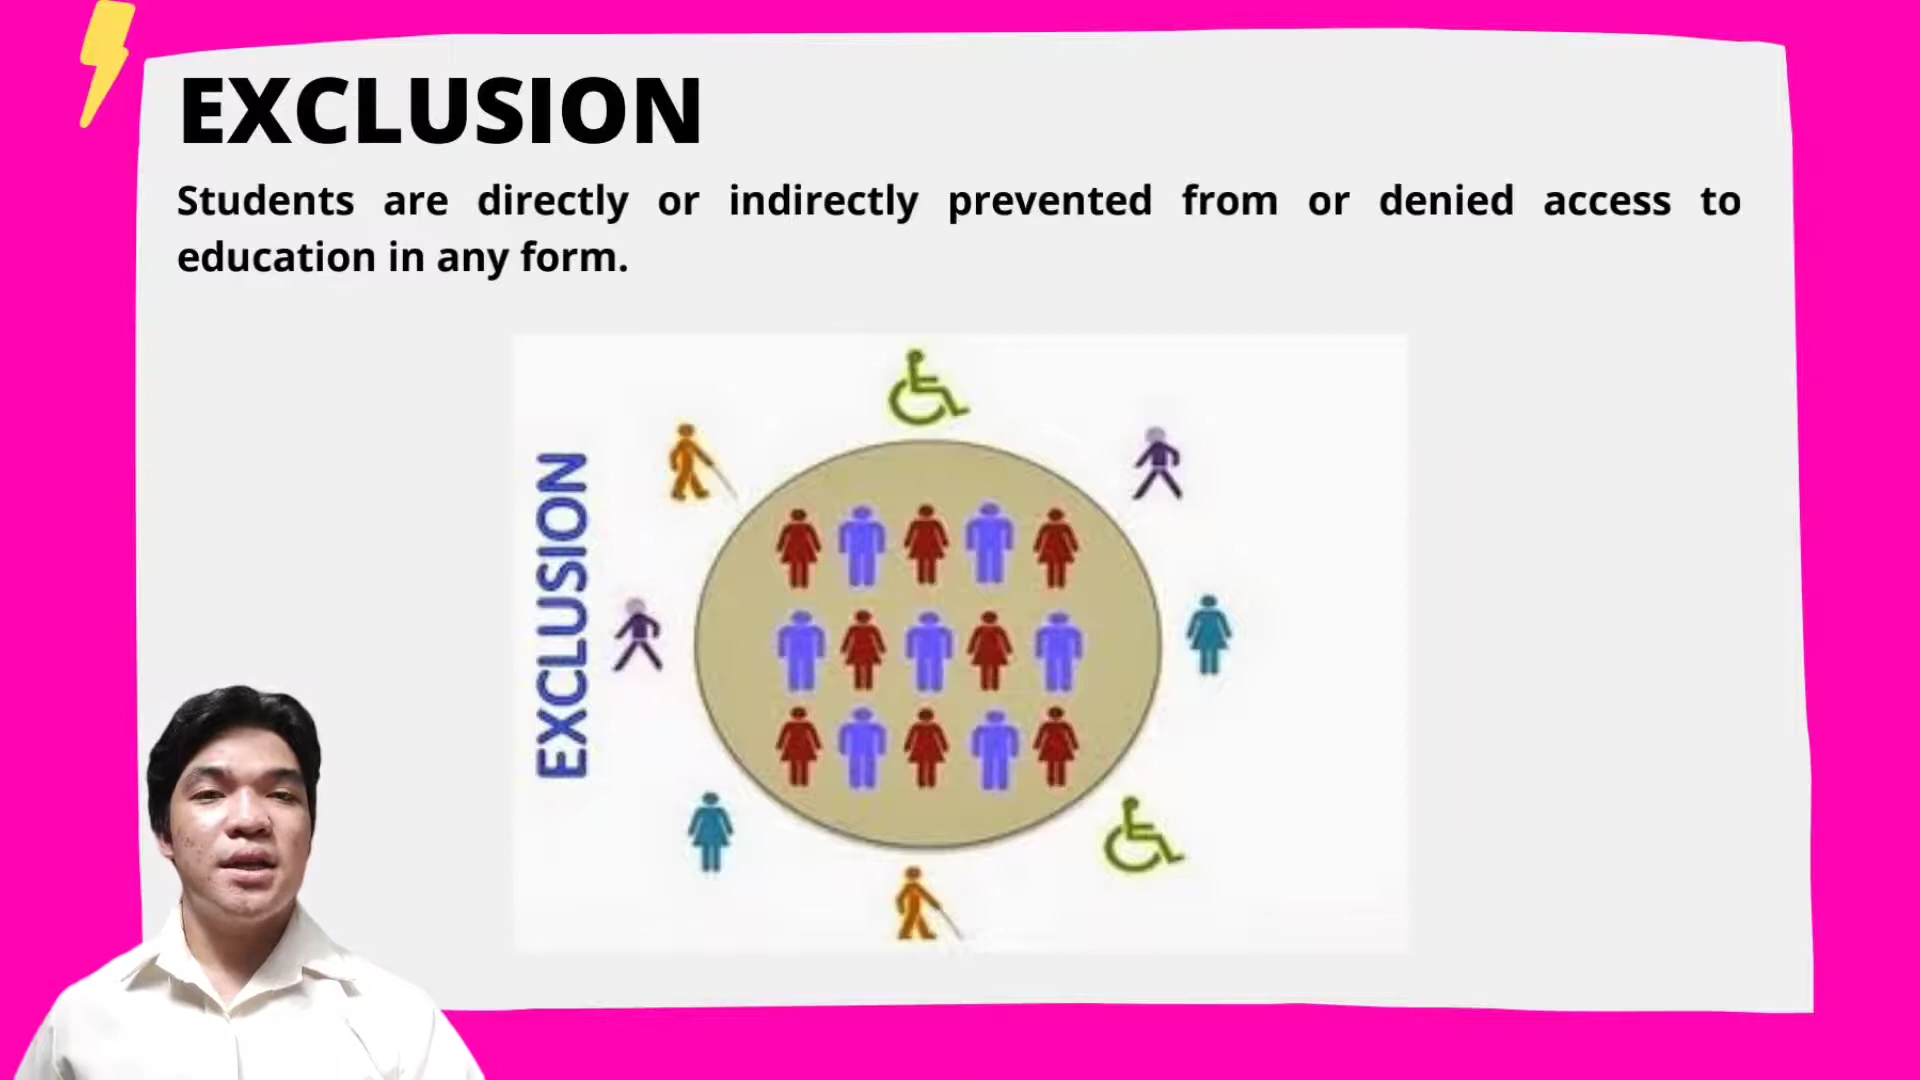 EXCLUSION
Students are directly or indirectly prevented from or denied access to
education in any form.
EXCLUSION